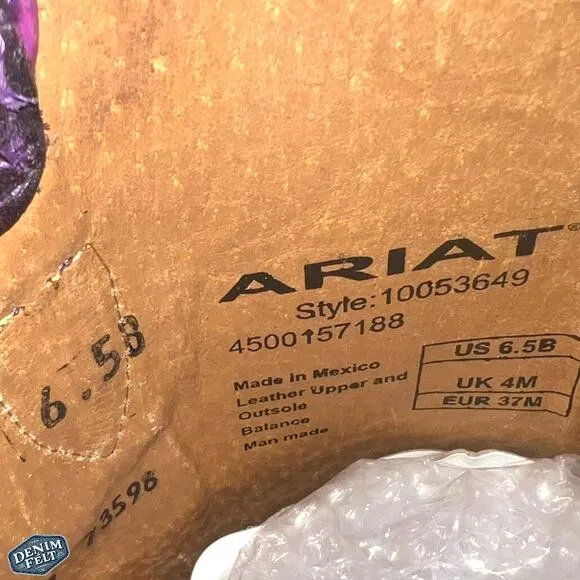 ARIAT®
Style: 10053649
4500157188
Made in Mexico
Leather Upper and
Outsole
Balance
Man made
US 6.5B
UK 4M
EUR 37M
6.5B
73596
DENIM
FELT